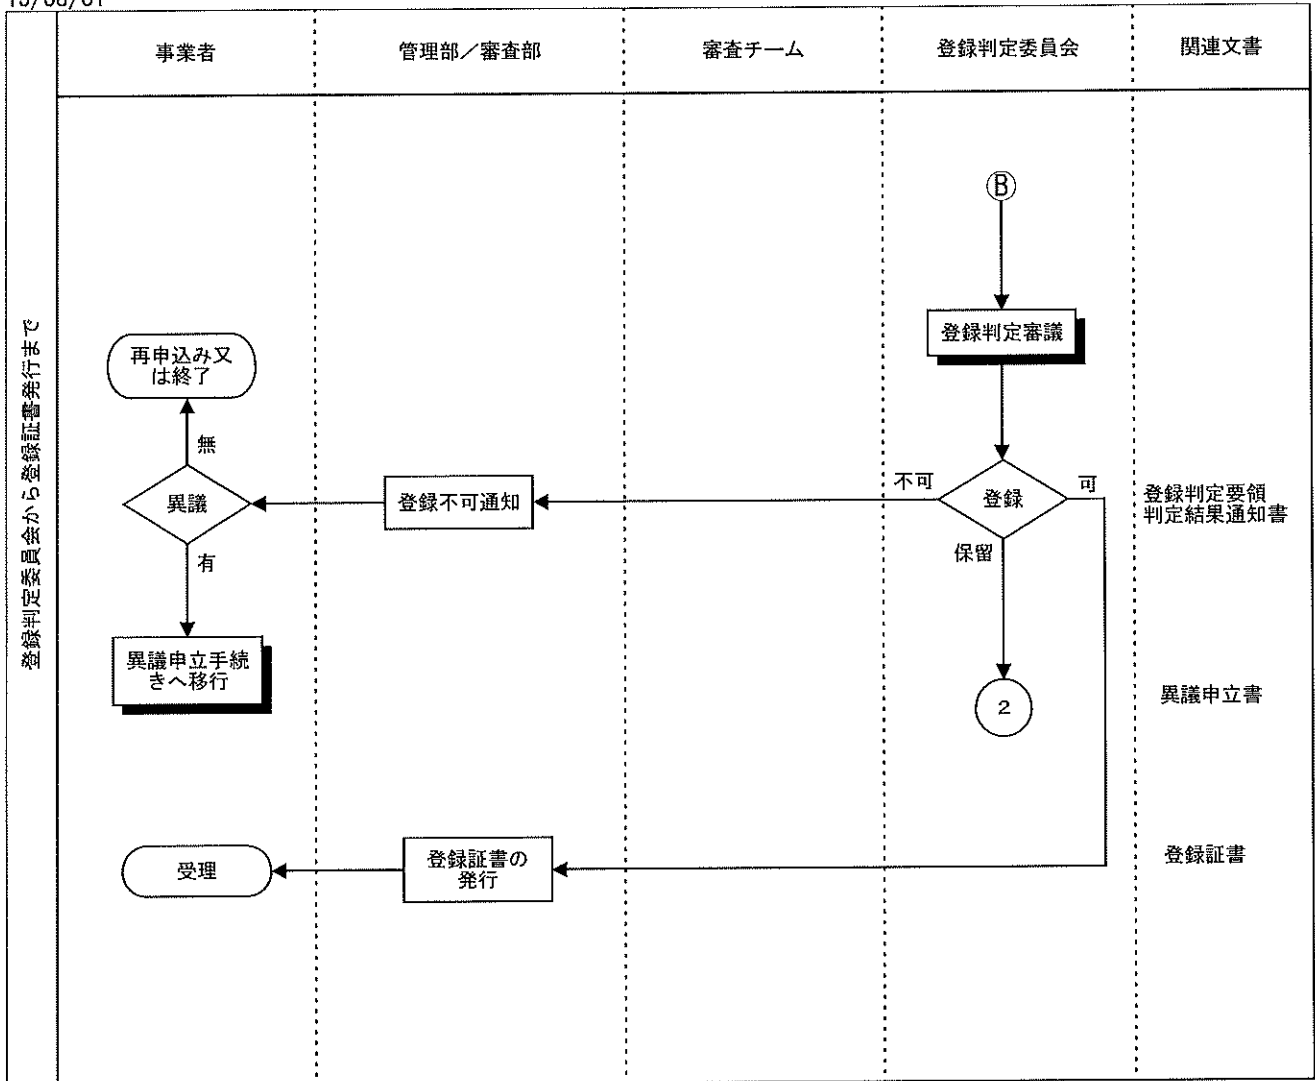 事業者
管理部／審査部
審査チーム
登録判定委員会
関連文書
登録判定委員会から登録証書発行まで
B
登録判定審議
再申込み又
は終了
無
異議
登録不可通知
不可
登録
可
登録判定要領
判定結果通知書
有
保留
異議申立手続
きへ移行
2
異議申立書
受理
登録証書の
発行
登録証書